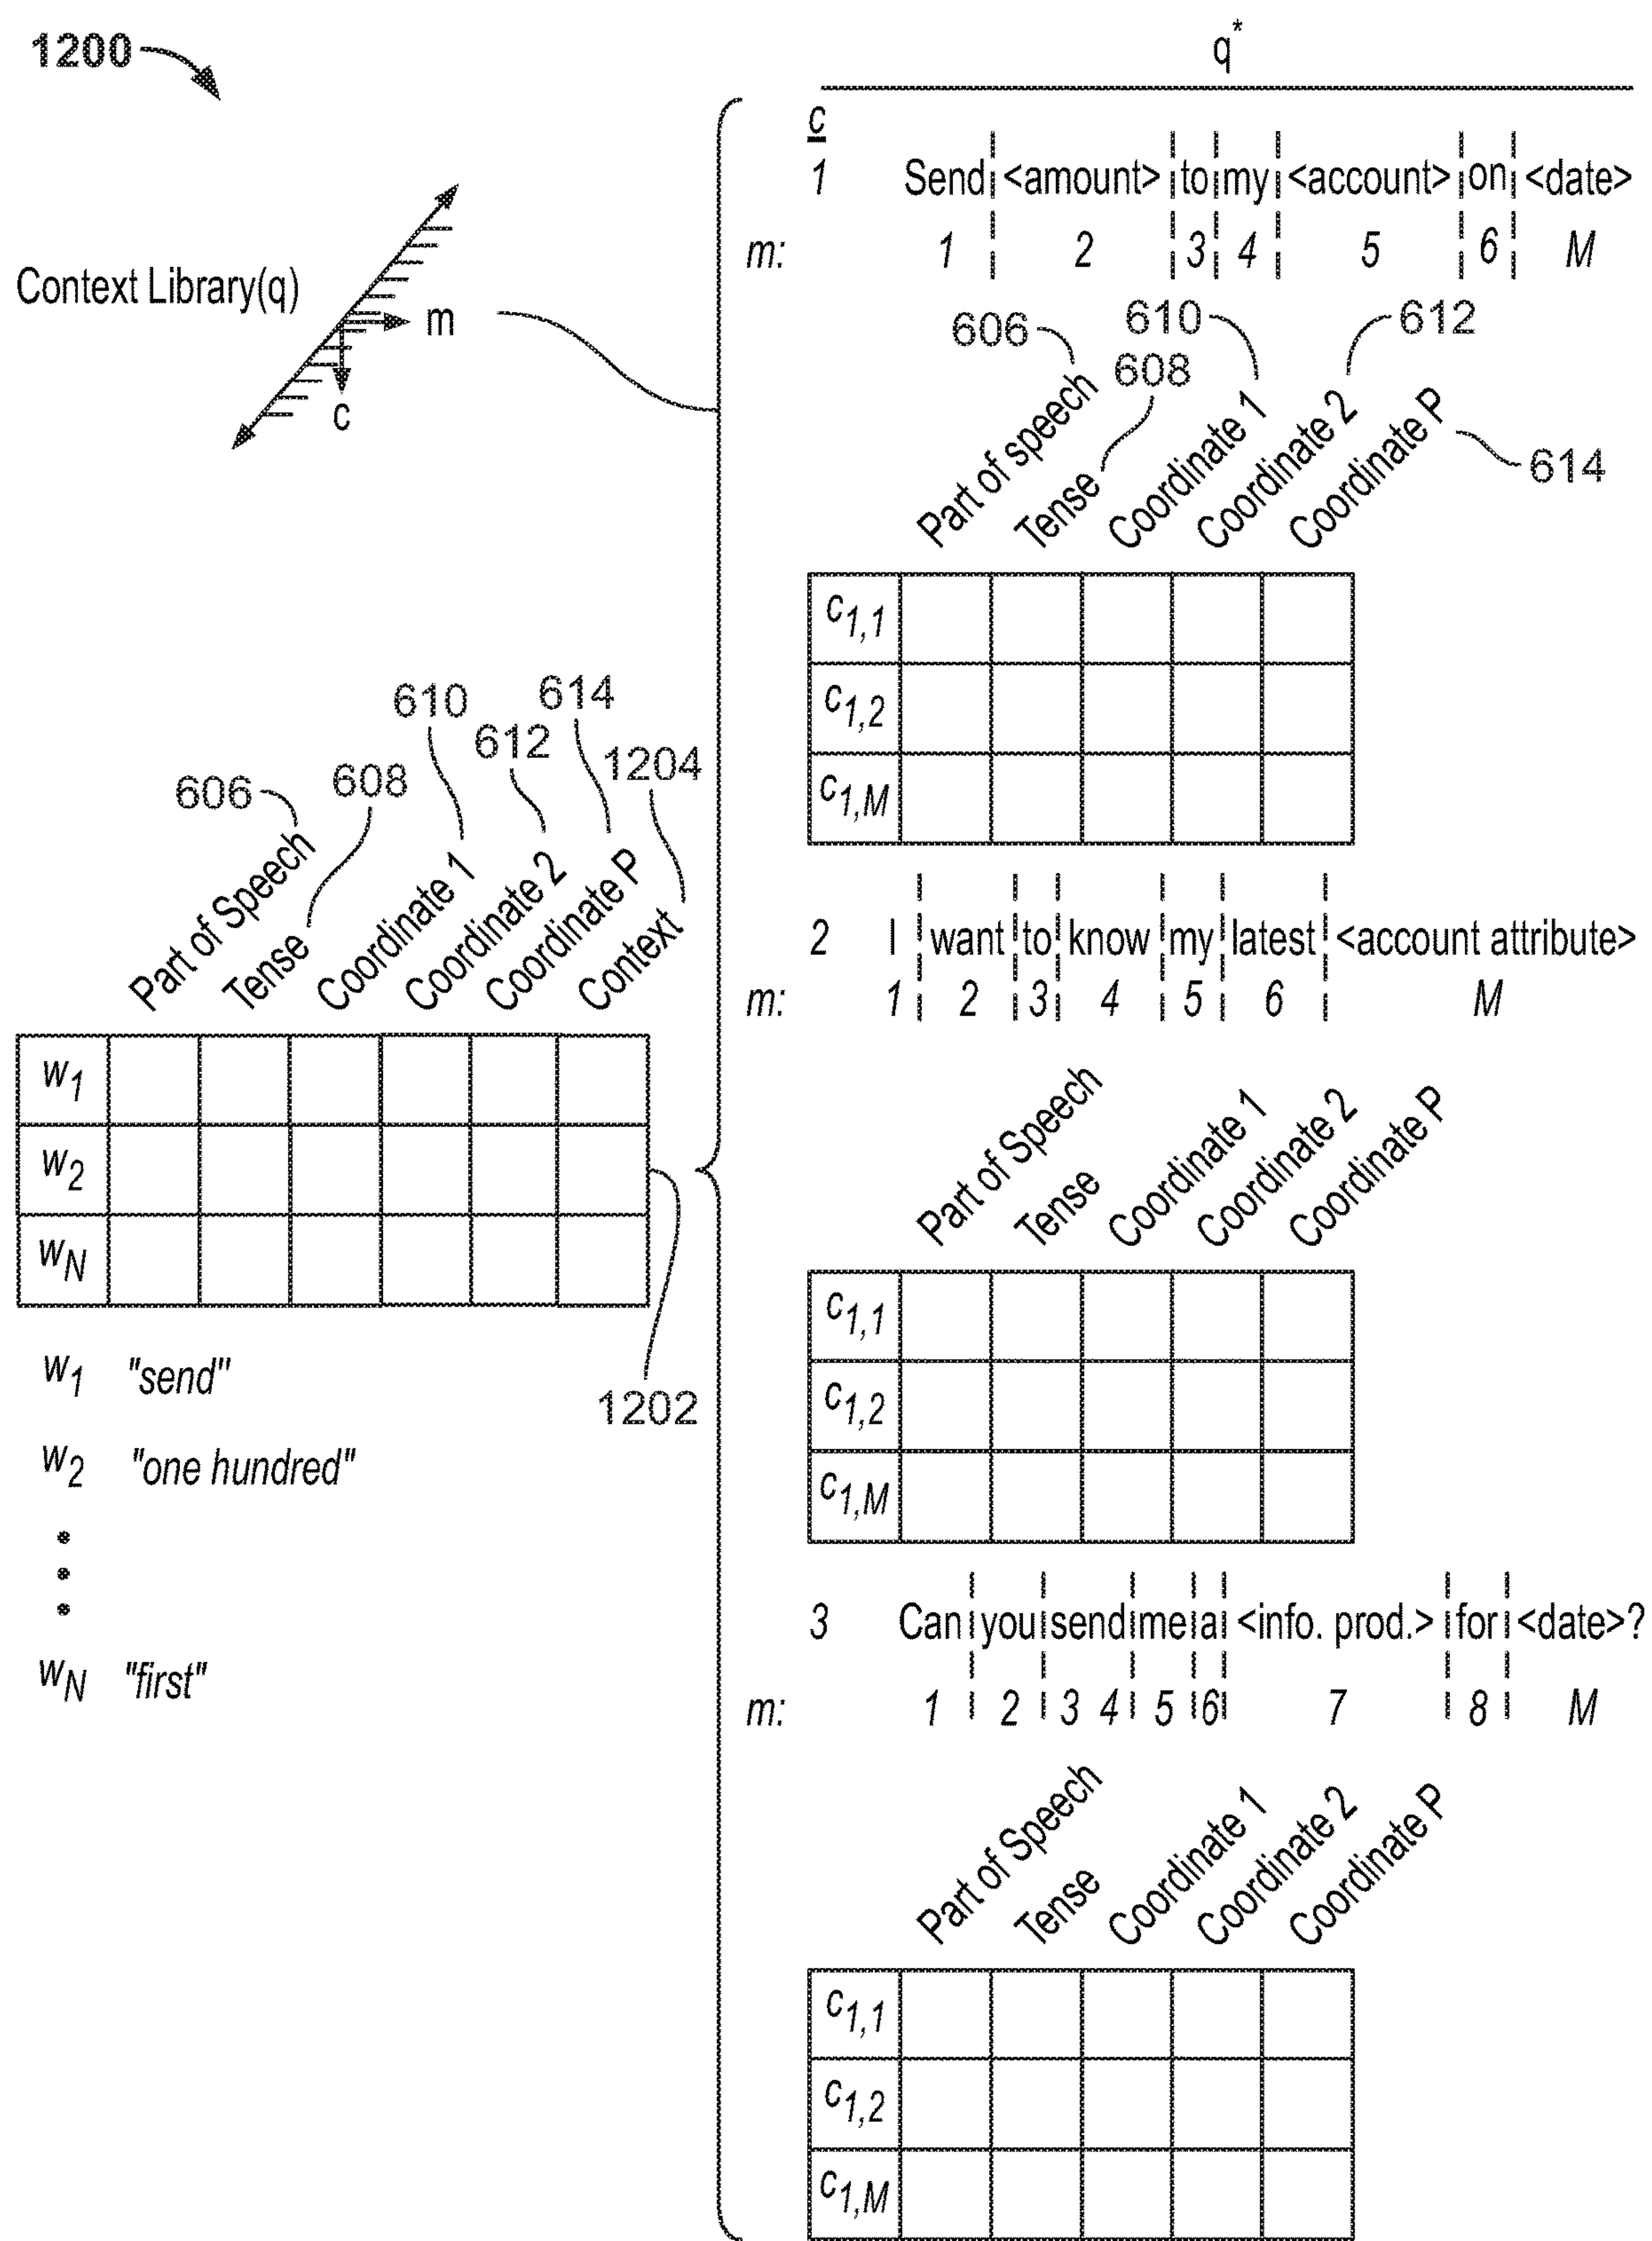 1200
Context Library(q)
m
c
606
608
610
612
614
1204
Part of Speech
Tense
Coordinate 1
Coordinate 2
Coordinate P
Context
w1
w2
wN
1202
w1 "send"
w2 "one hundred"
wN "first"
q*
c
1 Send <amount> to my <account> on <date>
m: 1 2 3 4 5 6 M
606
608
610
612
614
Part of speech
Tense
Coordinate 1
Coordinate 2
Coordinate P
c1,1
c1,2
c1,M
2 I want to know my latest <account attribute>
m: 1 2 3 4 5 6 M
Part of Speech
Tense
Coordinate 1
Coordinate 2
Coordinate P
c1,1
c1,2
c1,M
3 Can you send me a <info. prod.> for <date>?
m: 1 2 3 4 5 6 7 8 M
Part of Speech
Tense
Coordinate 1
Coordinate 2
Coordinate P
c1,1
c1,2
c1,M